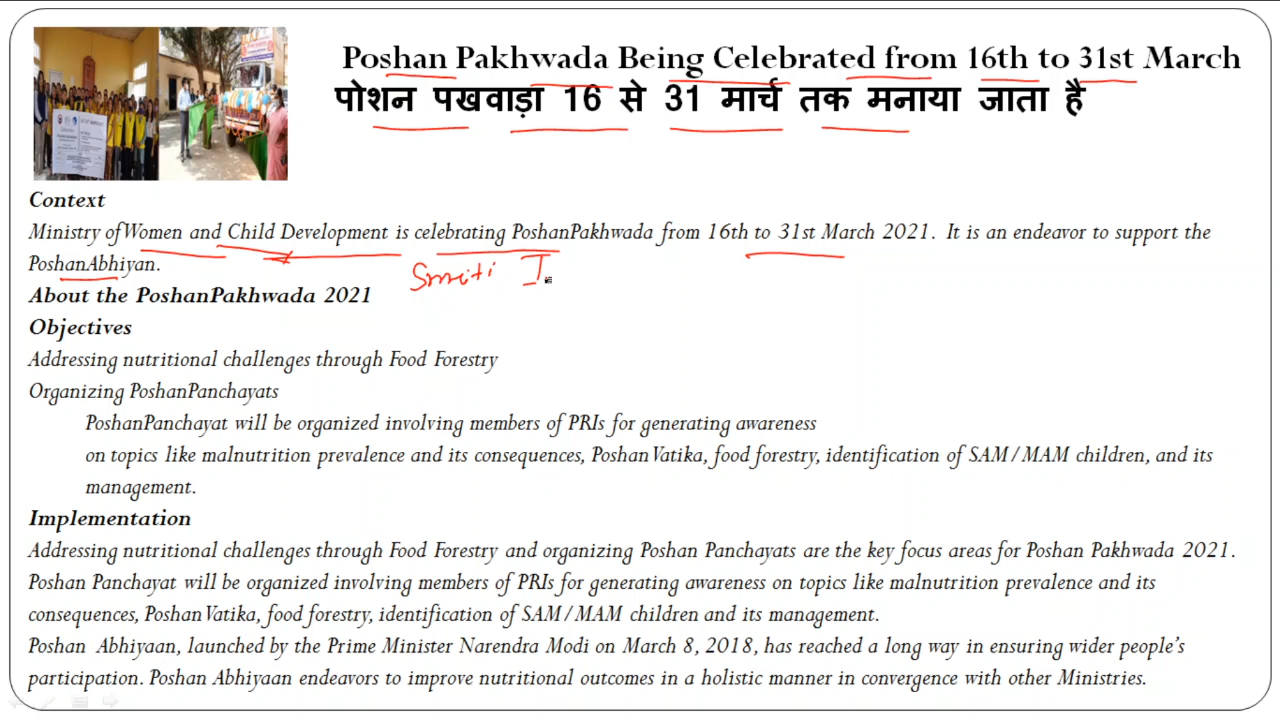 Poshan Pakhwada Being Celebrated from 16th to 31st March
पोशन पखवाड़ा 16 से 31 मार्च तक मनाया जाता है
Context
Ministry of Women and Child Development is celebrating PoshanPakhwada from 16th to 31st March 2021. It is an endeavor to support the
PoshanAbhiyan.
Smriti I
About the PoshanPakhwada 2021
Objectives
Addressing nutritional challenges through Food Forestry
Organizing PoshanPanchayats
PoshanPanchayat will be organized involving members of PRIs for generating awareness
on topics like malnutrition prevalence and its consequences, Poshan Vatika, food forestry, identification of SAM/MAM children, and its
management.
Implementation
Addressing nutritional challenges through Food Forestry and organizing Poshan Panchayats are the key focus areas for Poshan Pakhwada 2021.
Poshan Panchayat will be organized involving members of PRIs for generating awareness on topics like malnutrition prevalence and its
consequences, Poshan Vatika, food forestry, identification of SAM/MAM children and its management.
Poshan Abhiyaan, launched by the Prime Minister Narendra Modi on March 8, 2018, has reached a long way in ensuring wider people's
participation. Poshan Abhiyaan endeavors to improve nutritional outcomes in a holistic manner in convergence with other Ministries.